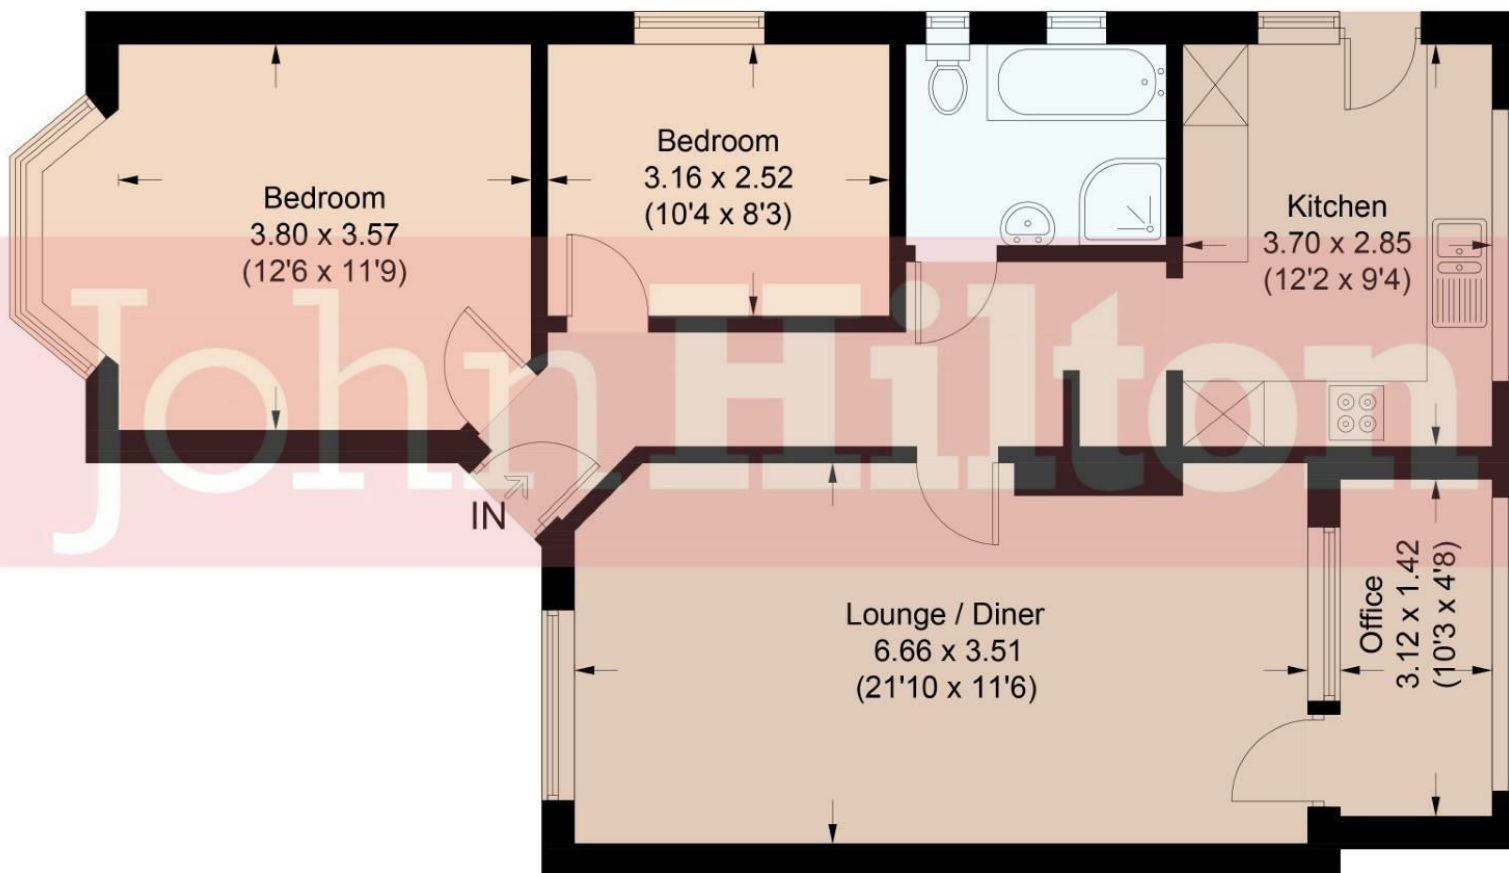 Bedroom
3.80 x 3.57
(12'6 x 11'9)
Bedroom
3.16 x 2.52
(10'4 x 8'3)
Kitchen
3.70 x 2.85
(12'2 x 9'4)
John Hilton
IN
Lounge / Diner
6.66 x 3.51
(21'10 x 11'6)
Office
3.12 x 1.42
(10'3 x 4'8)